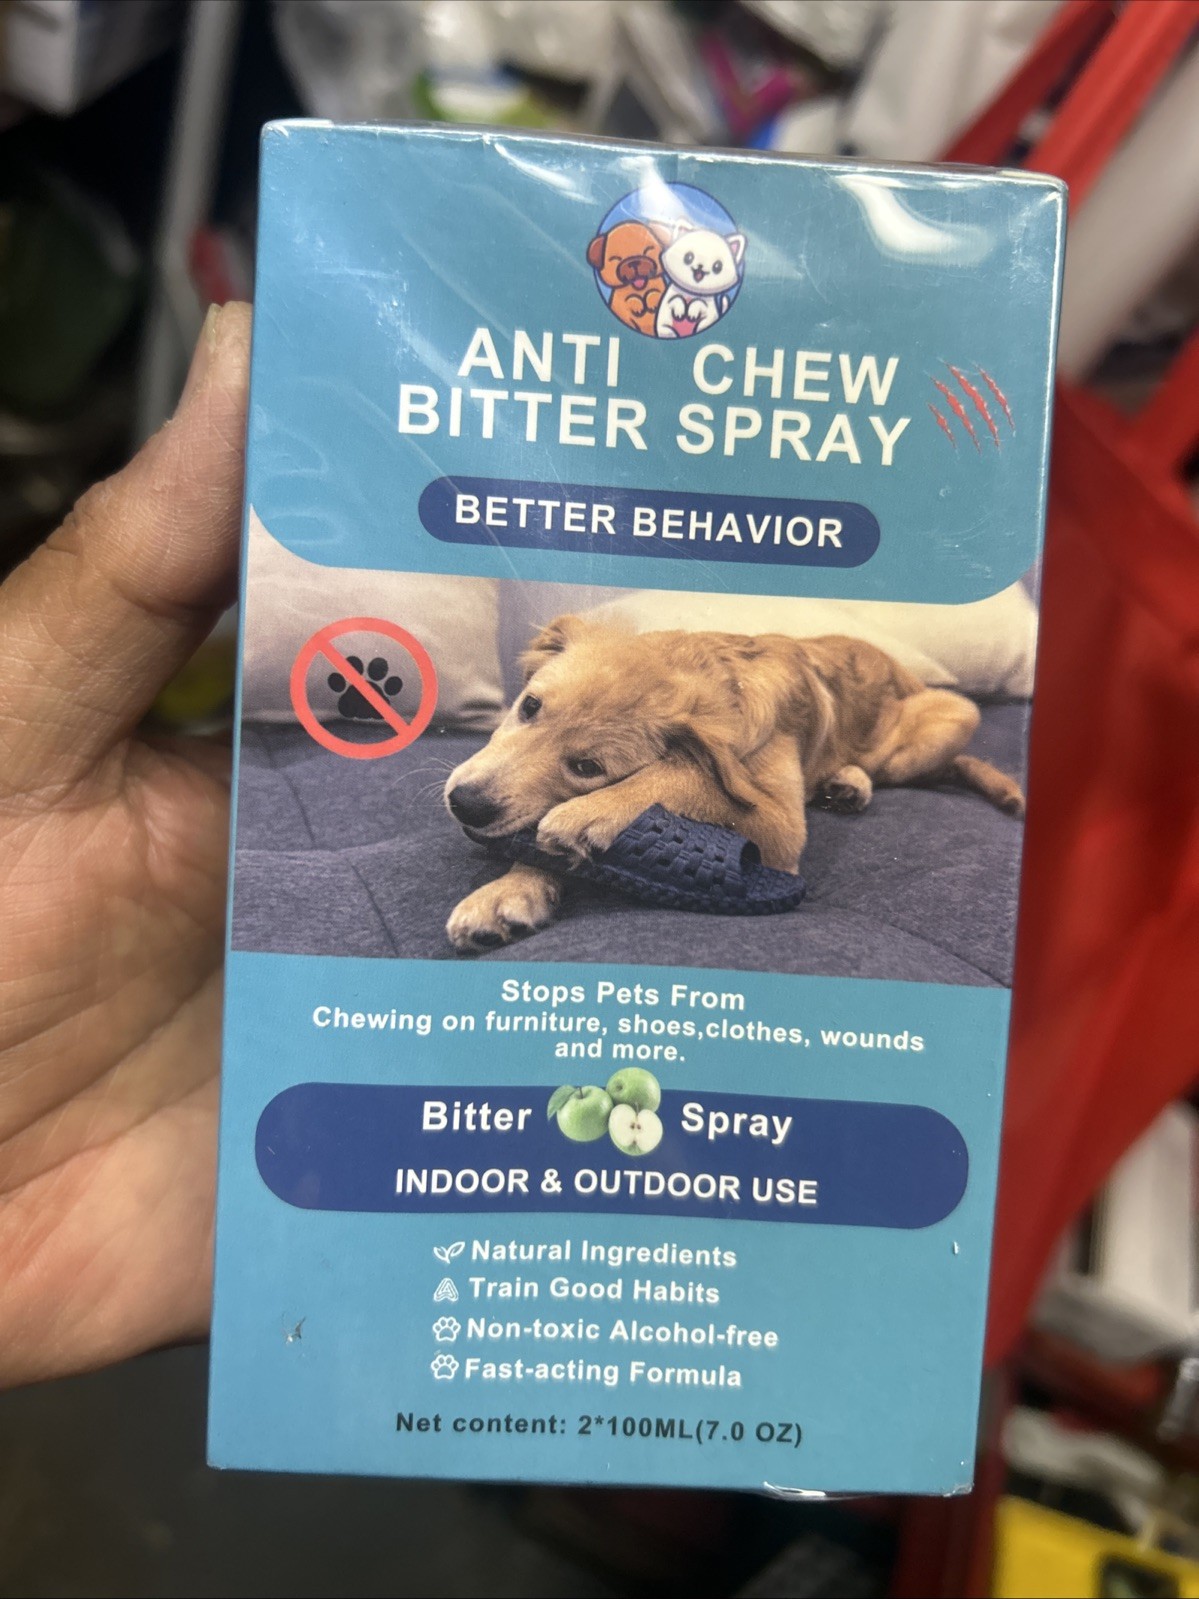 ANTI CHEW
BITTER SPRAY
BETTER BEHAVIOR
Stops Pets From
Chewing on furniture, shoes,clothes, wounds
and more.
Bitter Spray
INDOOR & OUTDOOR USE
Natural Ingredients
Train Good Habits
Non-toxic Alcohol-free
Fast-acting Formula
Net content: 2*100ML(7.0 OZ)